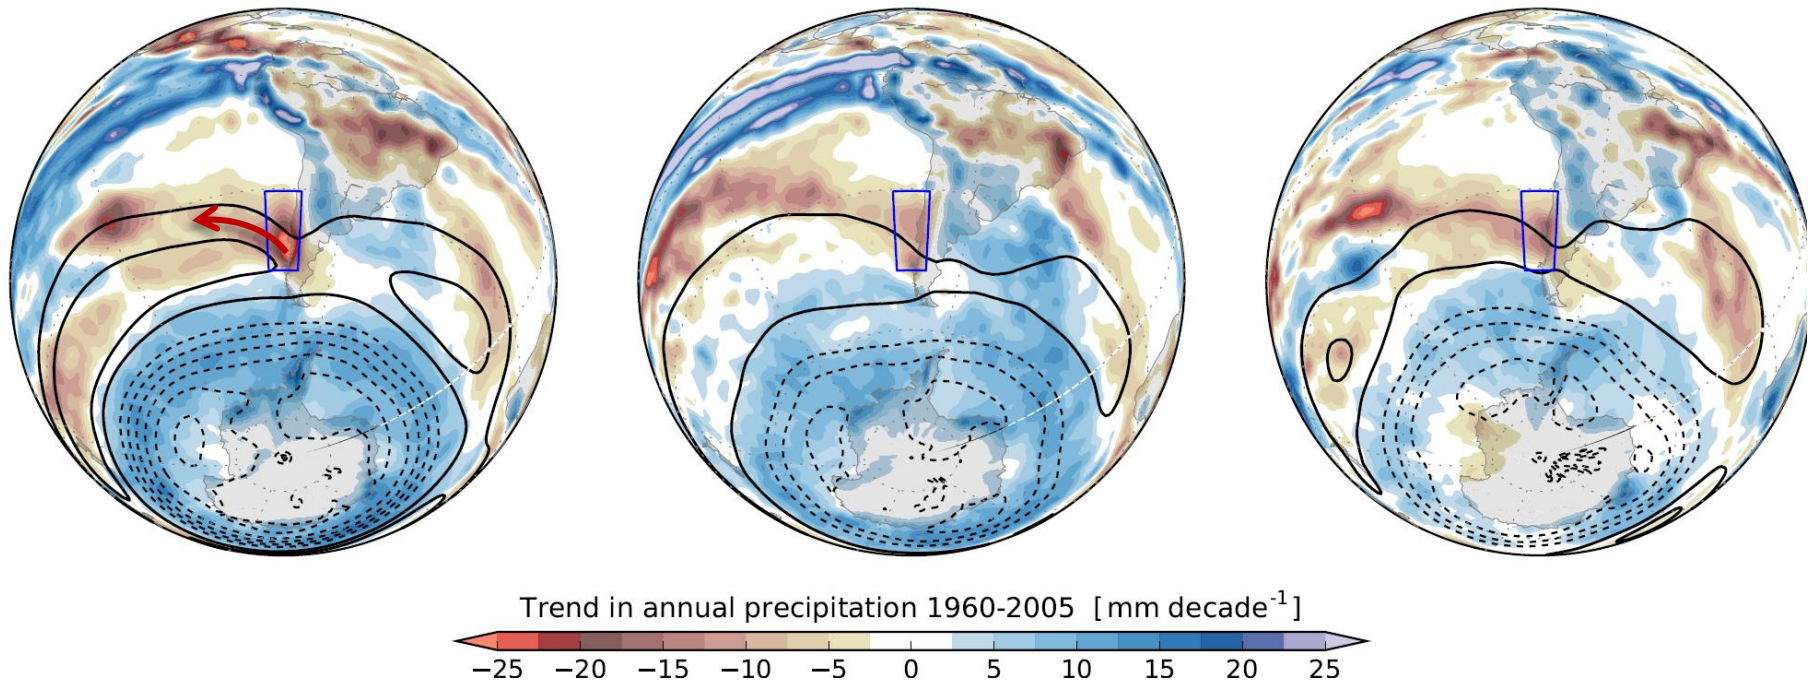 Trend in annual precipitation 1960-2005 [mm decade⁻¹]
−25 −20 −15 −10 −5 0 5 10 15 20 25